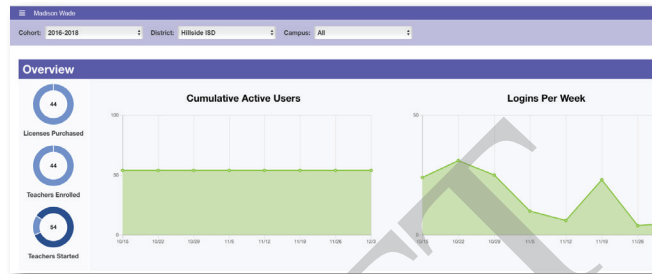 Madison Wade
Cohort: 2016-2018 District: Hillside ISD Campus: All
Overview
44
Licenses Purchased
44
Teachers Enrolled
54
Teachers Started
Cumulative Active Users
100
50
0
10/15 10/22 10/29 11/5 11/12 11/19 11/26 12/3
Logins Per Week
50
0
10/15 10/22 10/29 11/5 11/12 11/19 11/26